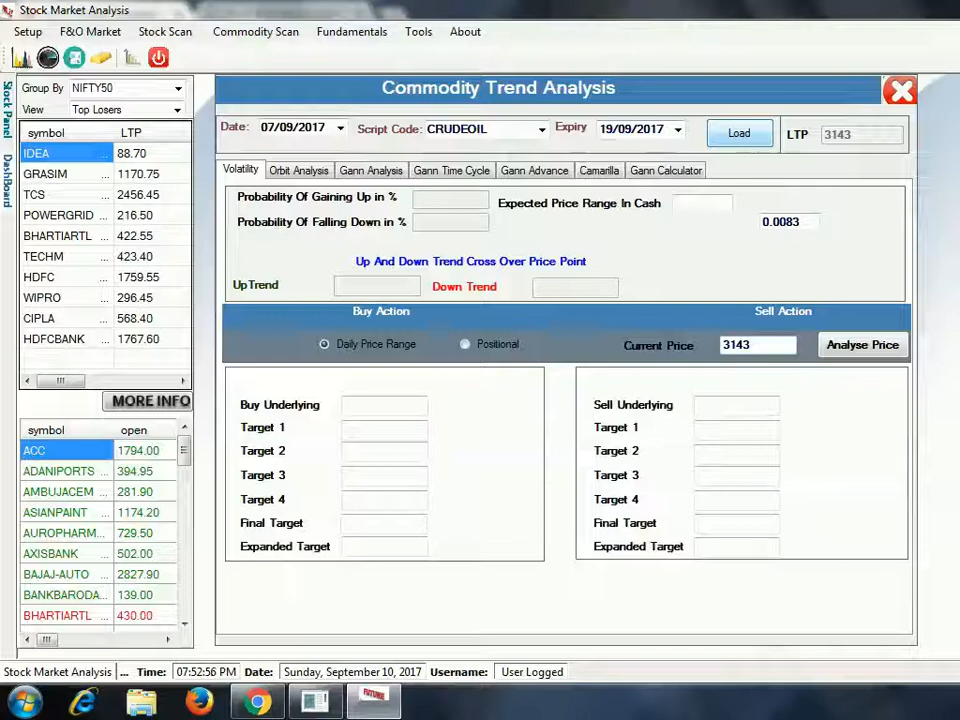 Stock Market Analysis
Setup F&O Market Stock Scan Commodity Scan Fundamentals Tools About
Stock Panel
DashBoard
Group By NIFTY50
View Top Losers
symbol LTP
IDEA ... 88.70
GRASIM ... 1170.75
TCS ... 2456.45
POWERGRID ... 216.50
BHARTIARTL ... 422.55
TECHM ... 423.40
HDFC ... 1759.55
WIPRO ... 296.45
CIPLA ... 568.40
HDFCBANK ... 1767.60
MORE INFO
symbol open
ACC ... 1794.00
ADANIPORTS ... 394.95
AMBUJACEM ... 281.90
ASIANPAINT ... 1174.20
AUROPHARM... 729.50
AXISBANK ... 502.00
BAJAJ-AUTO ... 2827.90
BANKBARODA... 139.00
BHARTIARTL ... 430.00
Commodity Trend Analysis
Date: 07/09/2017 Script Code: CRUDEOIL Expiry 19/09/2017 Load LTP 3143
Volatility Orbit Analysis Gann Analysis Gann Time Cycle Gann Advance Camarilla Gann Calculator
Probability Of Gaining Up in % Expected Price Range In Cash
Probability Of Falling Down in % 0.0083
Up And Down Trend Cross Over Price Point
UpTrend Down Trend
Buy Action Sell Action
Daily Price Range Positional Current Price 3143 Analyse Price
Buy Underlying Sell Underlying
Target 1 Target 1
Target 2 Target 2
Target 3 Target 3
Target 4 Target 4
Final Target Final Target
Expanded Target Expanded Target
Stock Market Analysis ... Time: 07:52:56 PM Date: Sunday, September 10, 2017 Username: User Logged
FUTURE